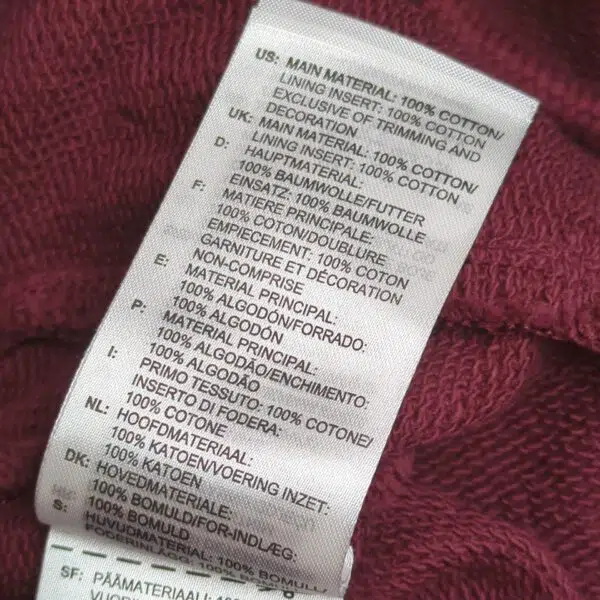 US: MAIN MATERIAL: 100% COTTON/
LINING INSERT: 100% COTTON
EXCLUSIVE OF TRIMMING AND
DECORATION
UK: MAIN MATERIAL: 100% COTTON/
LINING INSERT: 100% COTTON
D: HAUPTMATERIAL:
100% BAUMWOLLE/FUTTER
EINSATZ: 100% BAUMWOLLE
F: MATIERE PRINCIPALE:
100% COTON/DOUBLURE
EMPIECEMENT: 100% COTON
GARNITURE ET DÉCORATION
NON-COMPRISE
E: MATERIAL PRINCIPAL:
100% ALGODÓN/FORRADO:
100% ALGODÓN
P: MATERIAL PRINCIPAL:
100% ALGODÃO/ENCHIMENTO:
100% ALGODÃO
I: PRIMO TESSUTO: 100% COTONE/
INSERTO DI FODERA:
100% COTONE
NL: HOOFDMATERIAAL:
100% KATOEN/VOERING INZET:
100% KATOEN
DK: HOVEDMATERIALE:
100% BOMULD/FOR-INDLÆG:
100% BOMULD
S: HUVUDMATERIAL: 100% BOMULL/
SF: PÄÄMATERIAALI: